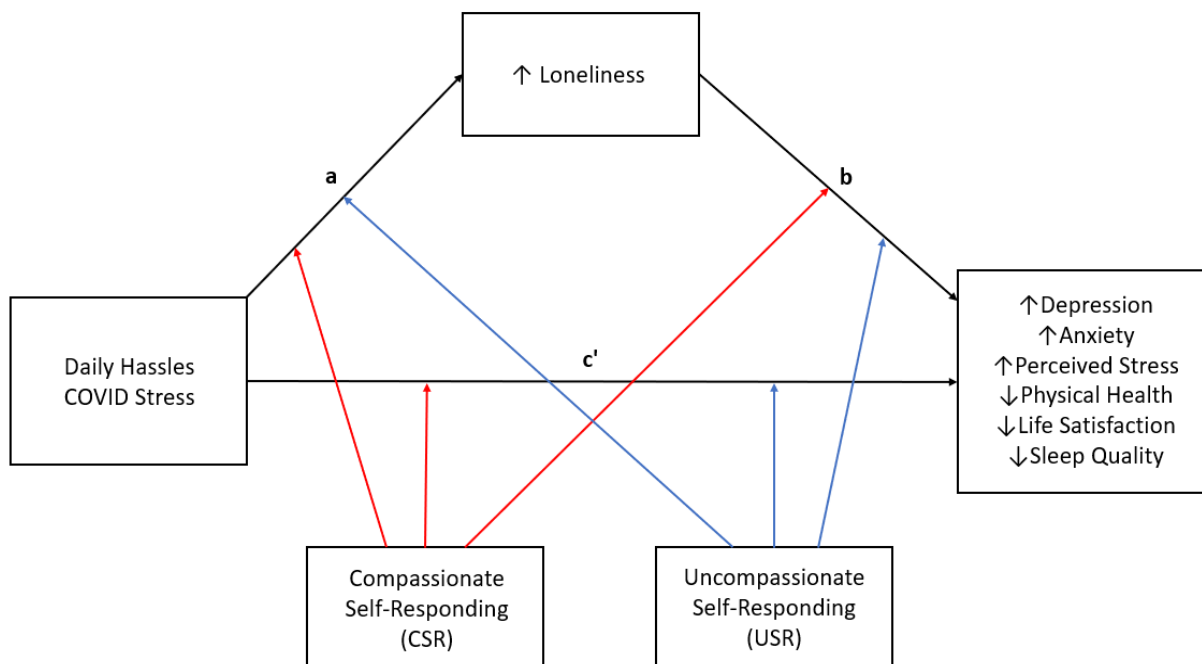 ↑ Loneliness
a
b
Daily Hassles
COVID Stress
c'
↑Depression
↑Anxiety
↑Perceived Stress
↓Physical Health
↓Life Satisfaction
↓Sleep Quality
Compassionate
Self-Responding
(CSR)
Uncompassionate
Self-Responding
(USR)